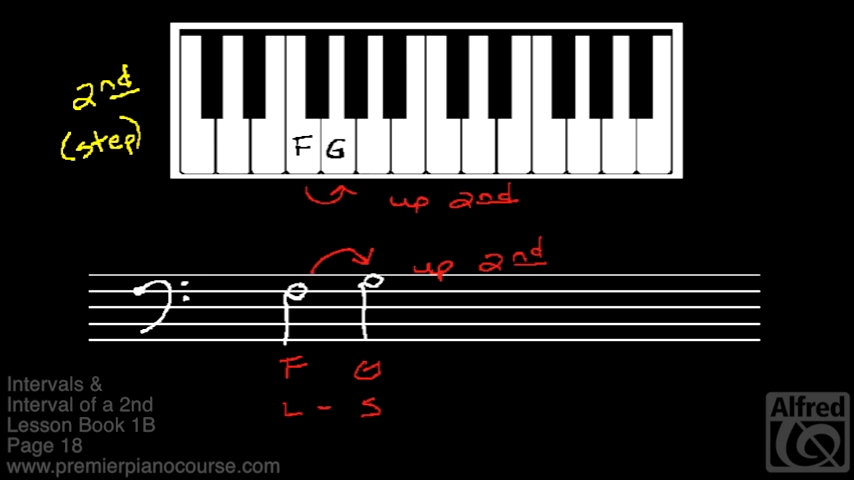 2nd
(step)
F G
up 2nd
up 2nd
F G
L - S
Intervals &
Interval of a 2nd
Lesson Book 1B
Page 18
www.premierpianocourse.com
Alfred